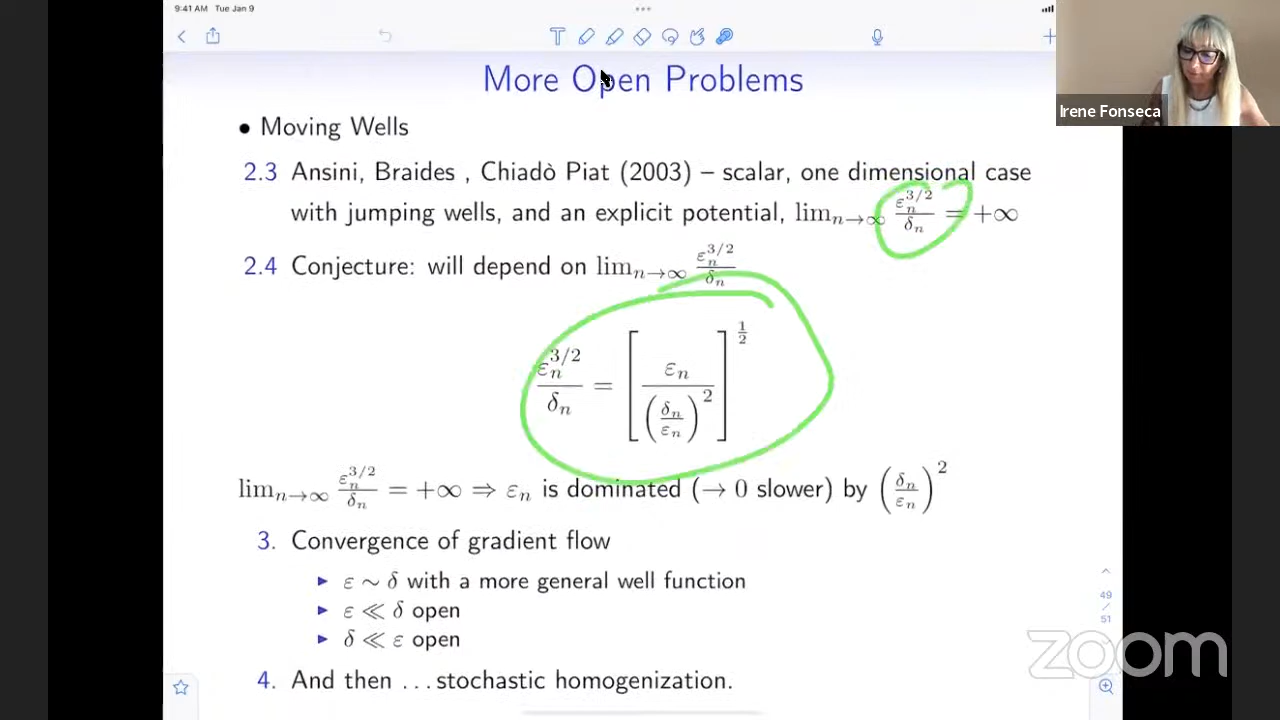 9:41 AM Tue Jan 9
More Open Problems
• Moving Wells
2.3 Ansini, Braides , Chiadò Piat (2003) – scalar, one dimensional case
with jumping wells, and an explicit potential, lim_{n→∞} ε_n^{3/2}/δ_n = +∞
2.4 Conjecture: will depend on lim_{n→∞} ε_n^{3/2}/δ_n
ε_n^{3/2}/δ_n = [ε_n/(δ_n/ε_n)^2]^{1/2}
lim_{n→∞} ε_n^{3/2}/δ_n = +∞ ⇒ ε_n is dominated (→ 0 slower) by (δ_n/ε_n)^2
3. Convergence of gradient flow
▶ ε ∼ δ with a more general well function
▶ ε ≪ δ open
▶ δ ≪ ε open
4. And then . . . stochastic homogenization.
Irene Fonseca
49
/
51
zoom